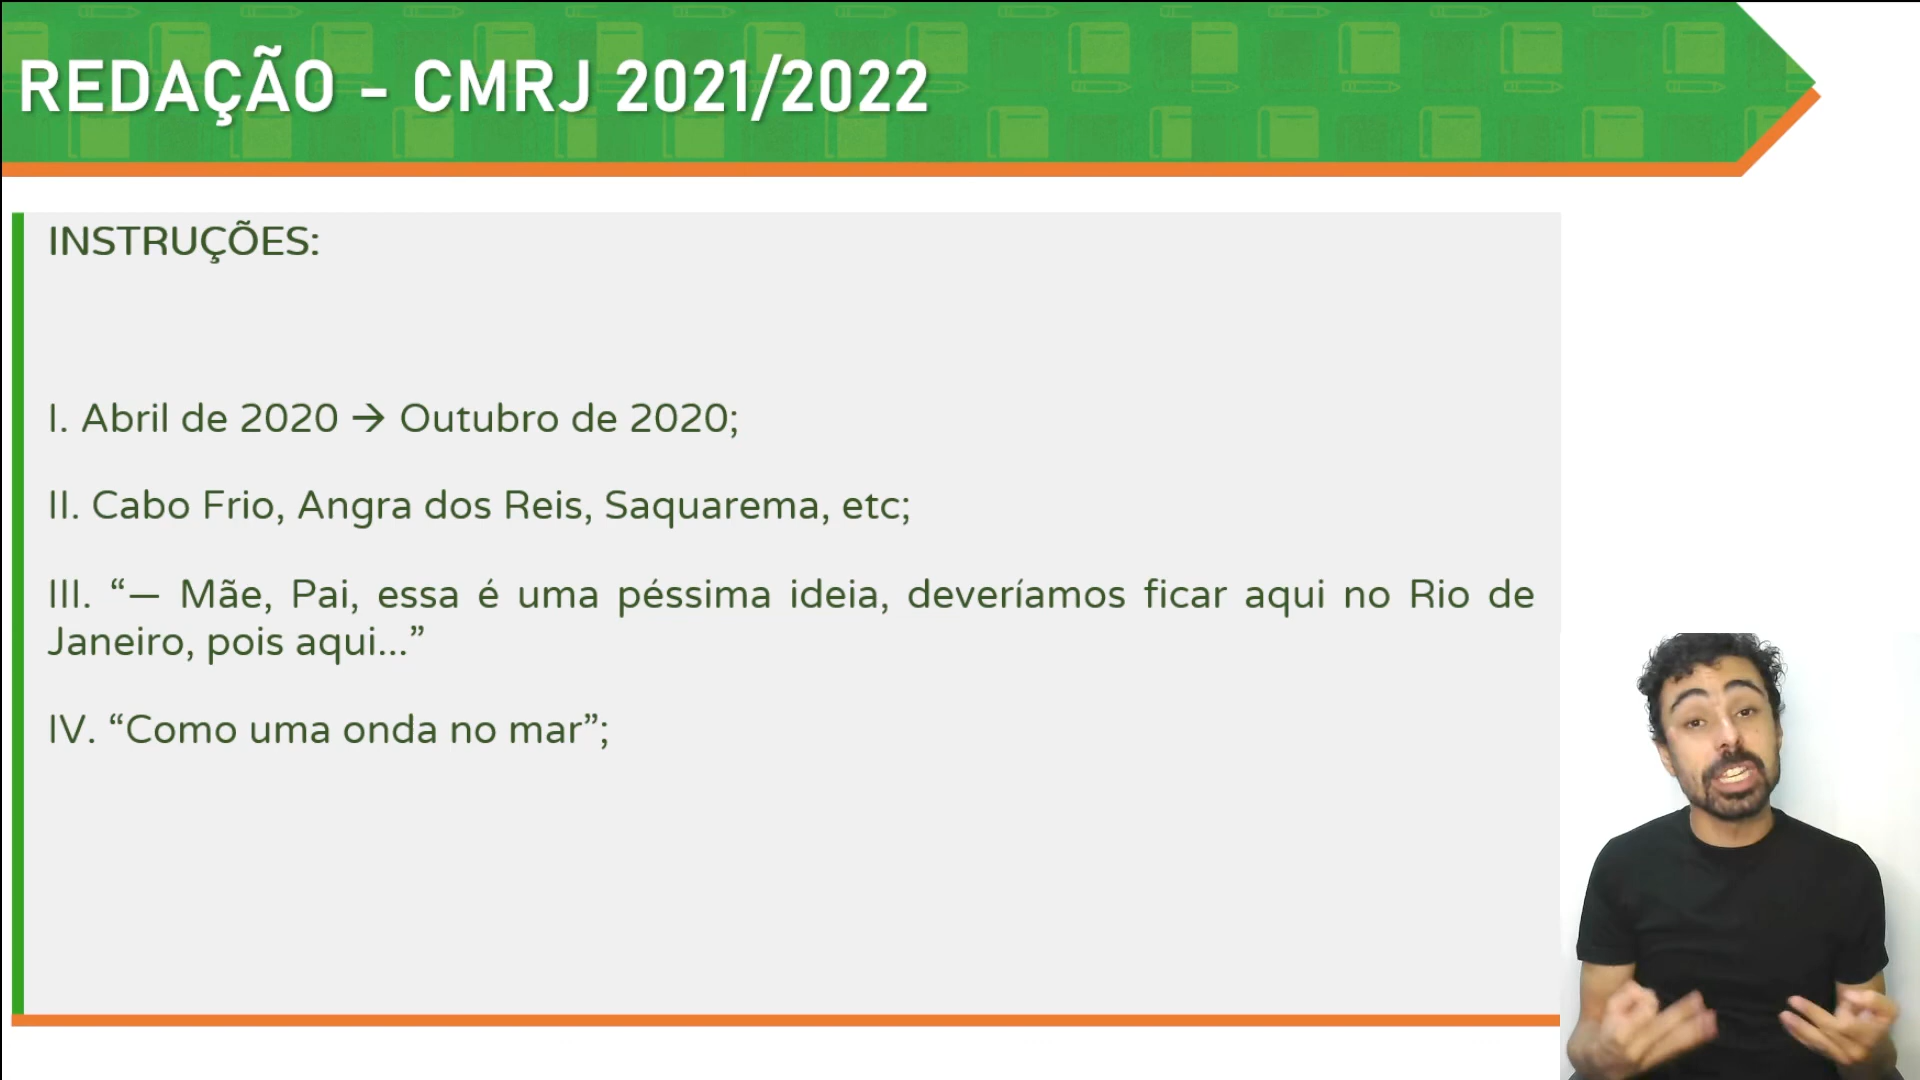 REDAÇÃO - CMRJ 2021/2022
INSTRUÇÕES:
I. Abril de 2020 → Outubro de 2020;
II. Cabo Frio, Angra dos Reis, Saquarema, etc;
III. “— Mãe, Pai, essa é uma péssima ideia, deveríamos ficar aqui no Rio de
Janeiro, pois aqui...”
IV. “Como uma onda no mar”;